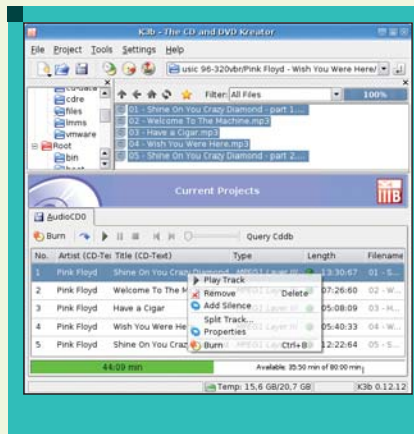 K3b - The CD and DVD Kreator
File Project Tools Settings Help
usic 96-320vbr/Pink Floyd - Wish You Were Here/
cdre
files
lmms
vmware
Root
bin
Filter: All Files 100%
01 - Shine On You Crazy Diamond - part 1....
02 - Welcome To The Machine.mp3
03 - Have a Cigar.mp3
04 - Wish You Were Here.mp3
05 - Shine On You Crazy Diamond - part 2....
Current Projects
AudioCD0
Burn Query Cddb
No. Artist (CD-Te Title (CD-Text) Type Length Filename
1 Pink Floyd Shine On You Crazy Diamond MPEG1 Layer III 13:30:67 01 - S...
2 Pink Floyd Welcome To The M 07:26:60 02 - W...
3 Pink Floyd Have a Cigar 05:08:09 03 - H...
4 Pink Floyd Wish You Were He 05:40:33 04 - W...
5 Pink Floyd Shine On You Craz 12:22:64 05 - S...
Play Track
Remove Delete
Add Silence
Split Track...
Properties
Burn Ctrl+B
44:09 min Available: 35:50 min of 80:00 min
Temp: 15,6 GB/20,7 GB K3b 0.12.12